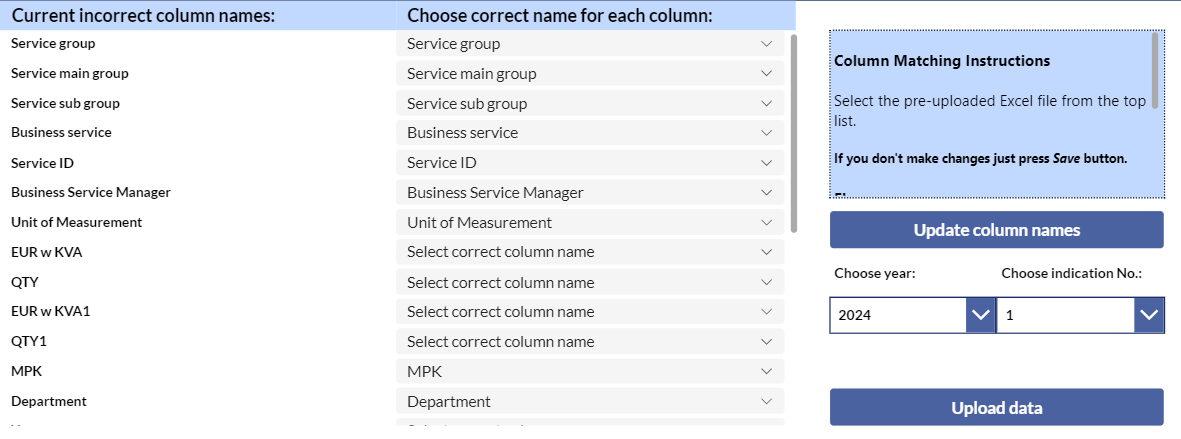 Current incorrect column names: Choose correct name for each column:
Service group Service group
Service main group Service main group
Service sub group Service sub group
Business service Business service
Service ID Service ID
Business Service Manager Business Service Manager
Unit of Measurement Unit of Measurement
EUR w KVA Select correct column name
QTY Select correct column name
EUR w KVA1 Select correct column name
QTY1 Select correct column name
MPK MPK
Department Department
Column Matching Instructions
Select the pre-uploaded Excel file from the top
list.
If you don't make changes just press Save button.
Update column names
Choose year: Choose indication No.:
2024 1
Upload data